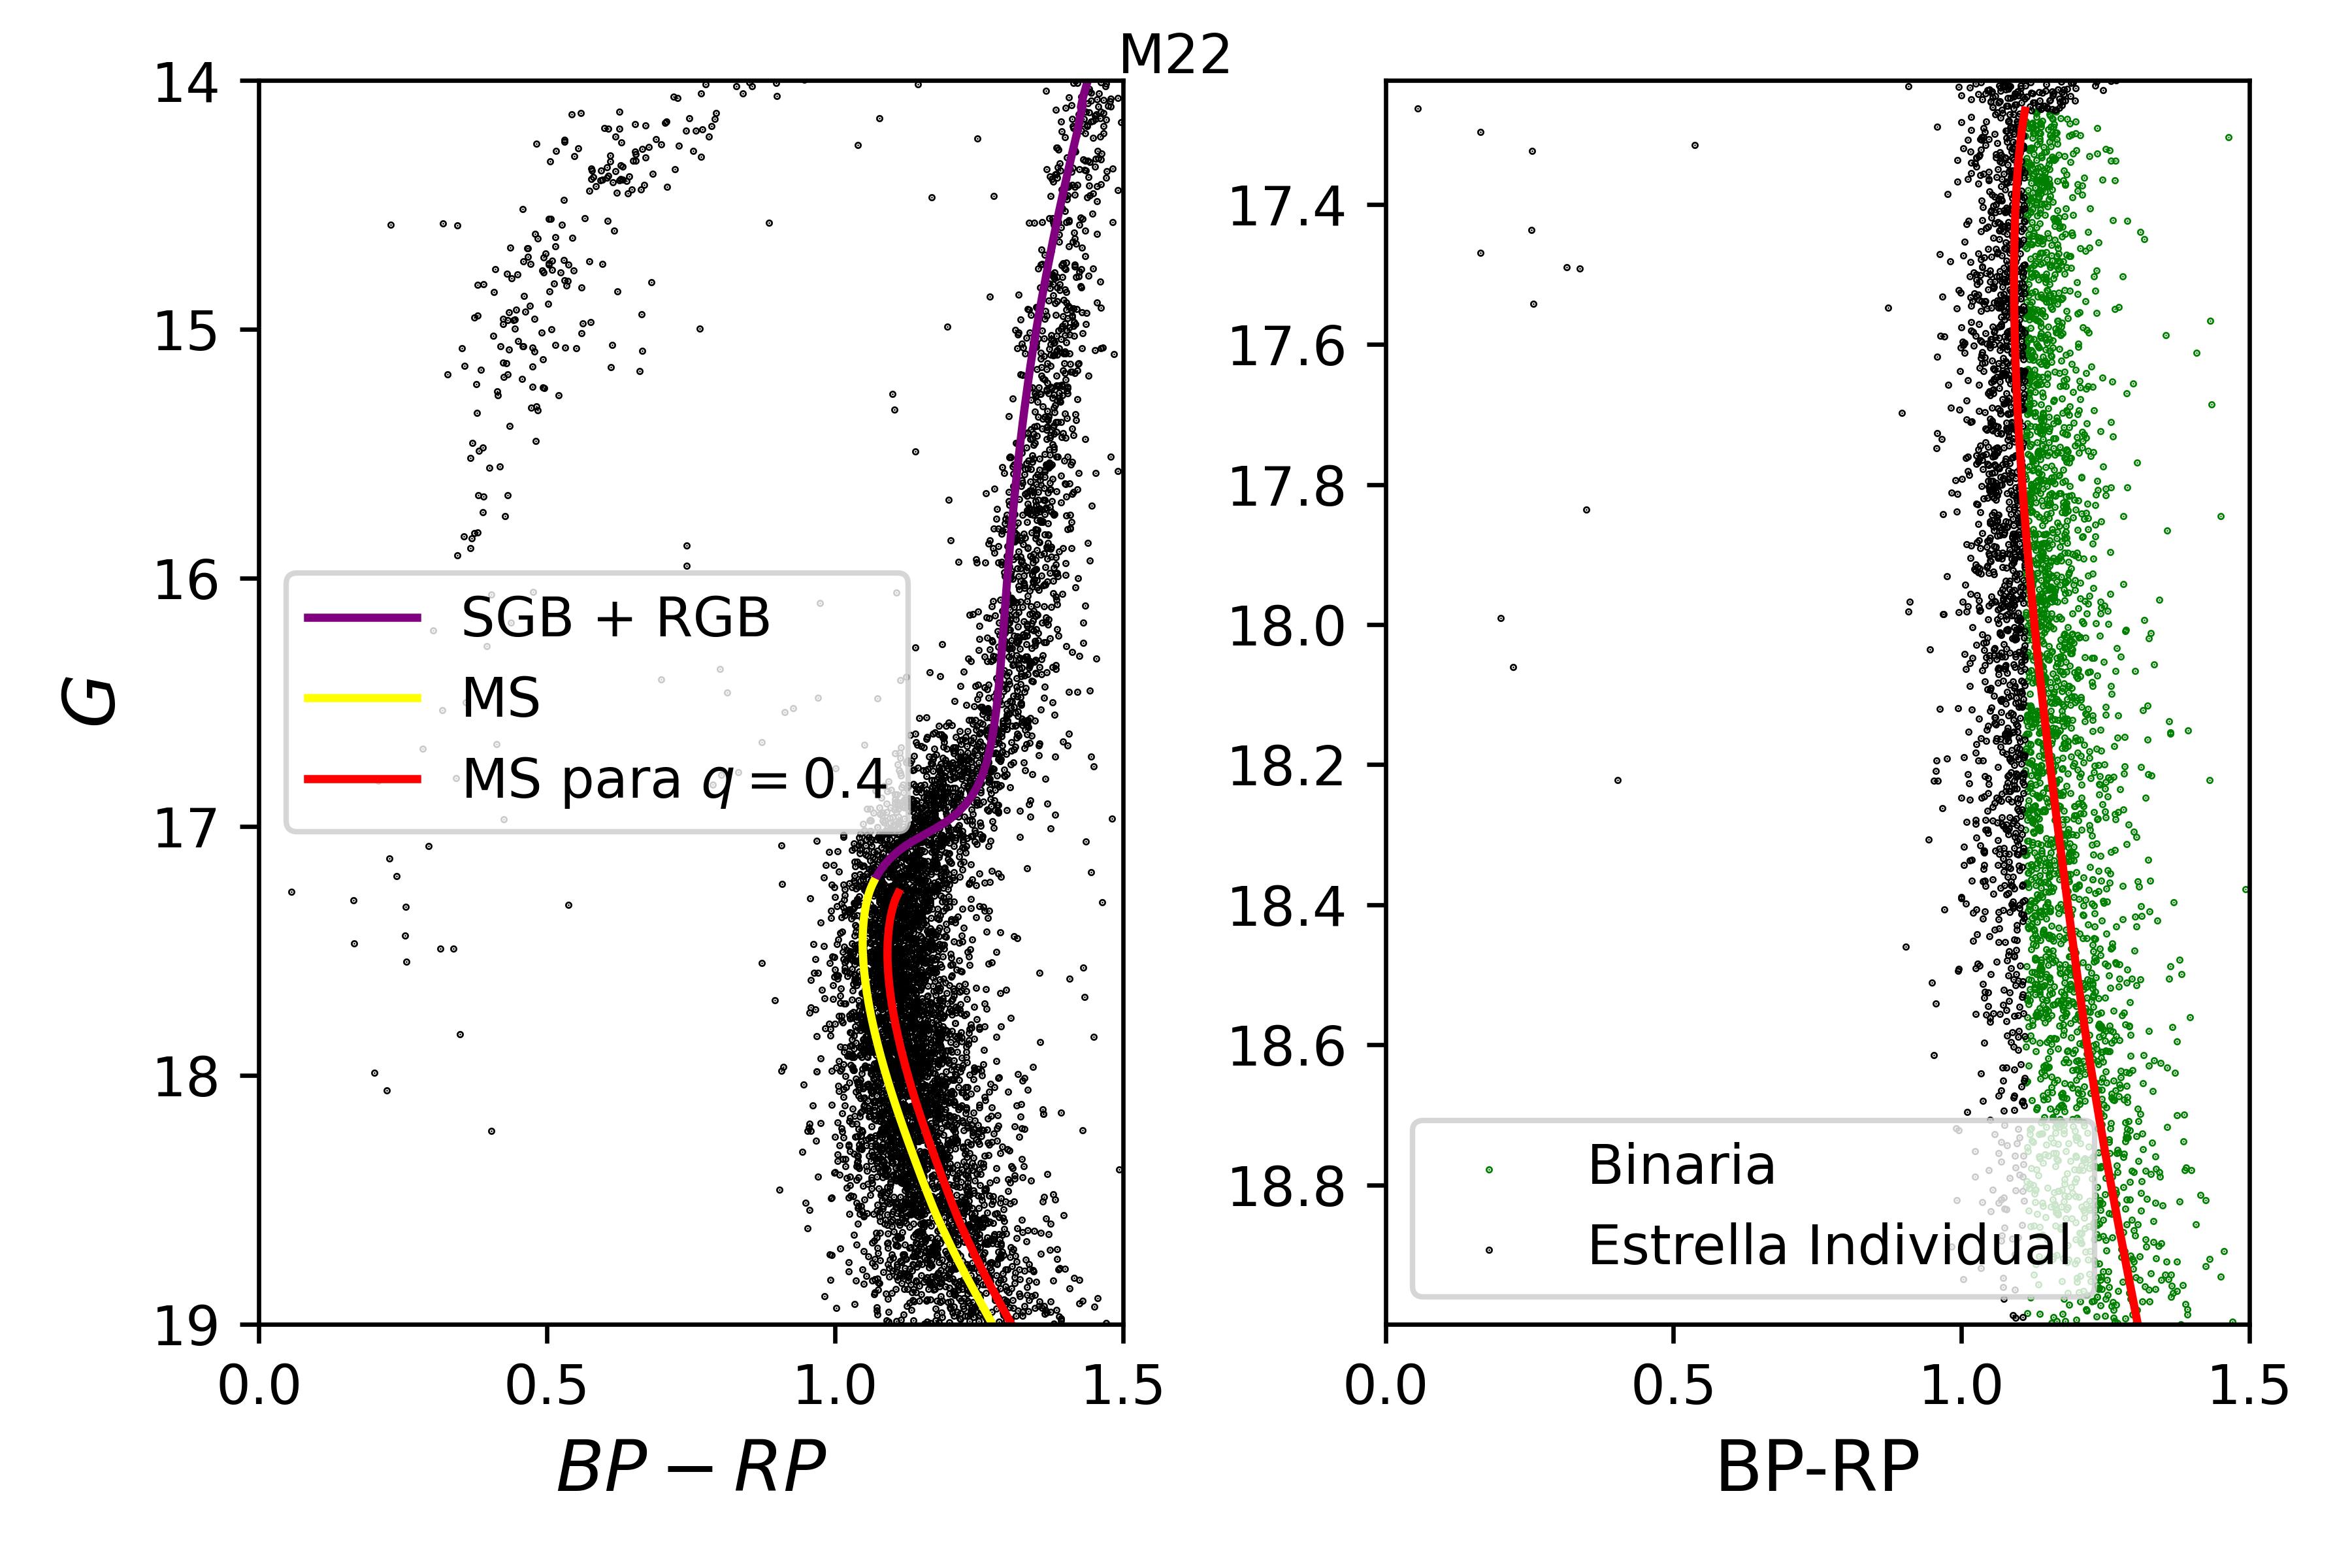 M22
14
15
16
17
18
19
G
SGB + RGB
MS
MS para q = 0.4
0.0 0.5 1.0 1.5
BP − RP
17.4
17.6
17.8
18.0
18.2
18.4
18.6
18.8
Binaria
Estrella Individual
0.0 0.5 1.0 1.5
BP-RP